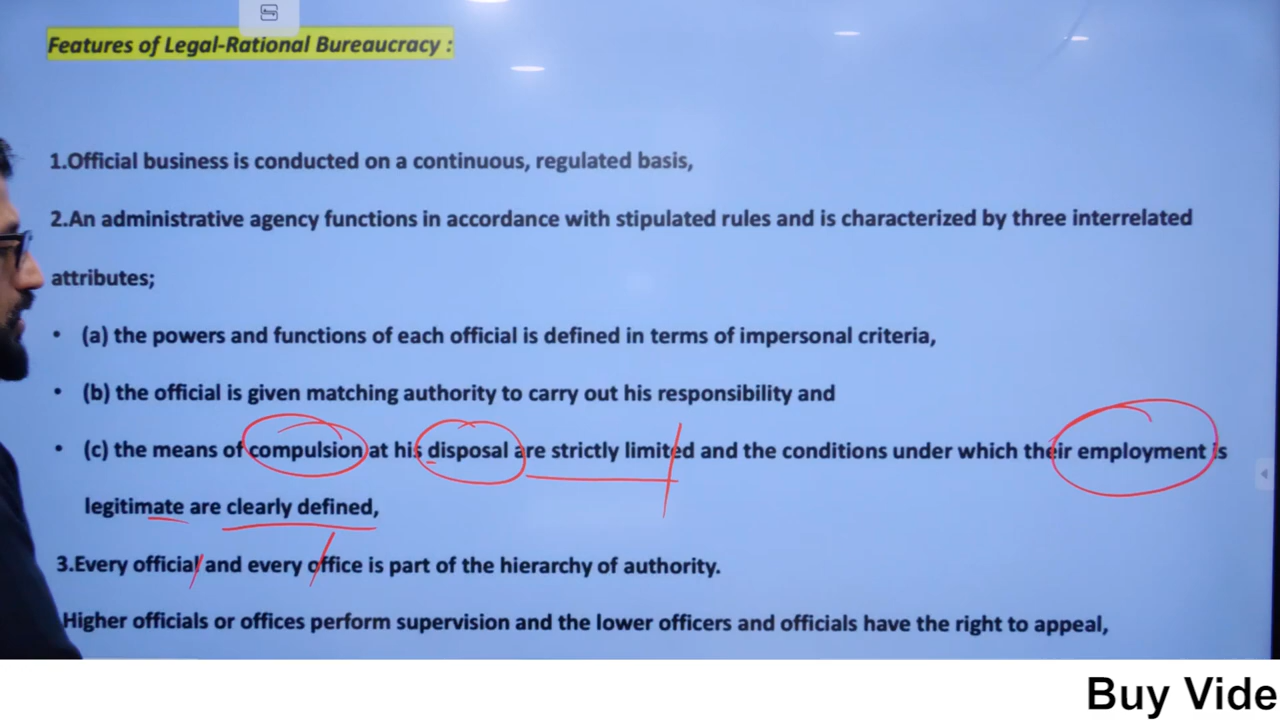 Features of Legal-Rational Bureaucracy :
1.Official business is conducted on a continuous, regulated basis,
2.An administrative agency functions in accordance with stipulated rules and is characterized by three interrelated
attributes;
• (a) the powers and functions of each official is defined in terms of impersonal criteria,
• (b) the official is given matching authority to carry out his responsibility and
• (c) the means of compulsion at his disposal are strictly limited and the conditions under which their employment is
legitimate are clearly defined,
3.Every official and every office is part of the hierarchy of authority.
Higher officials or offices perform supervision and the lower officers and officials have the right to appeal,
Buy Vide